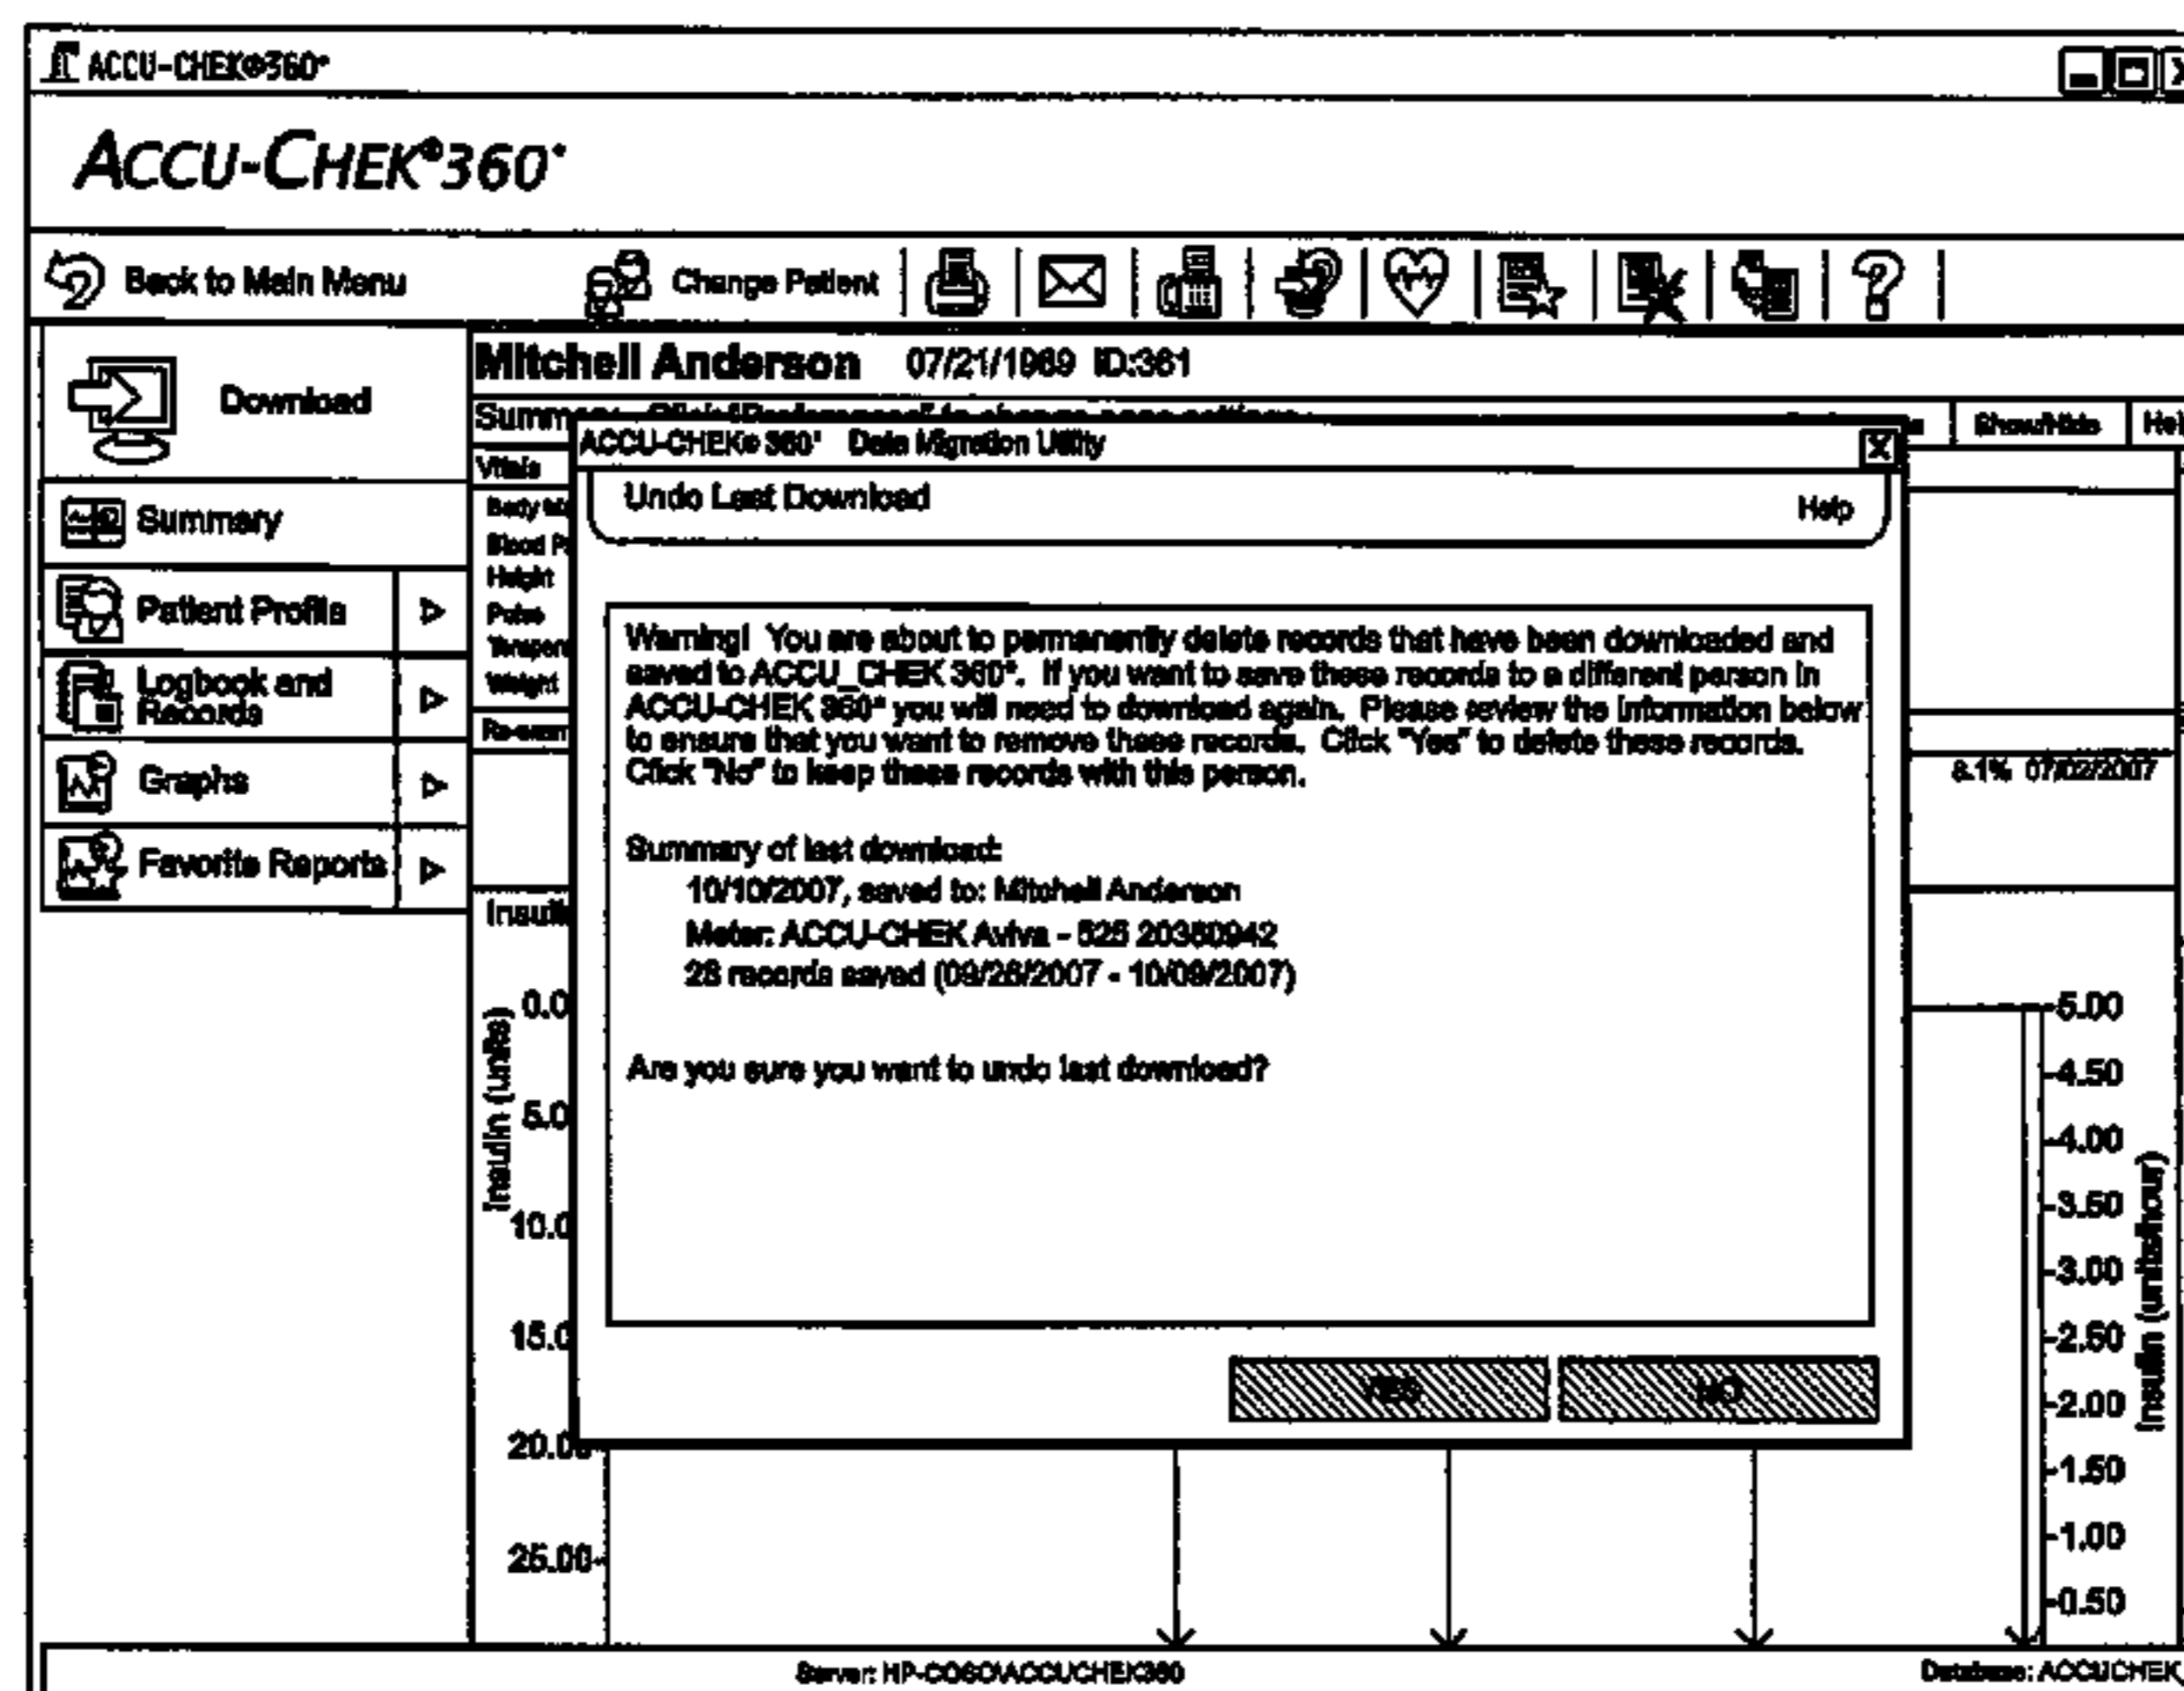 ACCU-CHEK®360°
ACCU-CHEK®360°
Back to Main Menu
Change Patient
Download
Summary
Patient Profile
Logbook and
Records
Graphs
Favorite Reports
Mitchell Anderson 07/21/1969 ID:361
Summary
Show/Hide
Vitals
Height
Pulse
Weight
ACCU-CHEK® 360° Data Migration Utility
Undo Last Download
Help
Warning! You are about to permanently delete records that have been downloaded and
saved to ACCU_CHEK 360°. If you want to save these records to a different person in
ACCU-CHEK 360° you will need to download again. Please review the information below
to ensure that you want to remove these records. Click "Yes" to delete these records.
Click "No" to keep these records with this person.
Summary of last download:
10/10/2007, saved to: Mitchell Anderson
Meter: ACCU-CHEK Aviva - 525 20380942
28 records saved (09/26/2007 - 10/09/2007)
Are you sure you want to undo last download?
YES
NO
8.1% 07/02/2007
Insulin (units)
0.0
5.0
10.0
15.0
20.00
25.00
5.00
4.50
4.00
3.50
3.00
2.50
2.00
1.50
1.00
0.50
Insulin (units/hour)
Server:
Database: ACCUCHEK